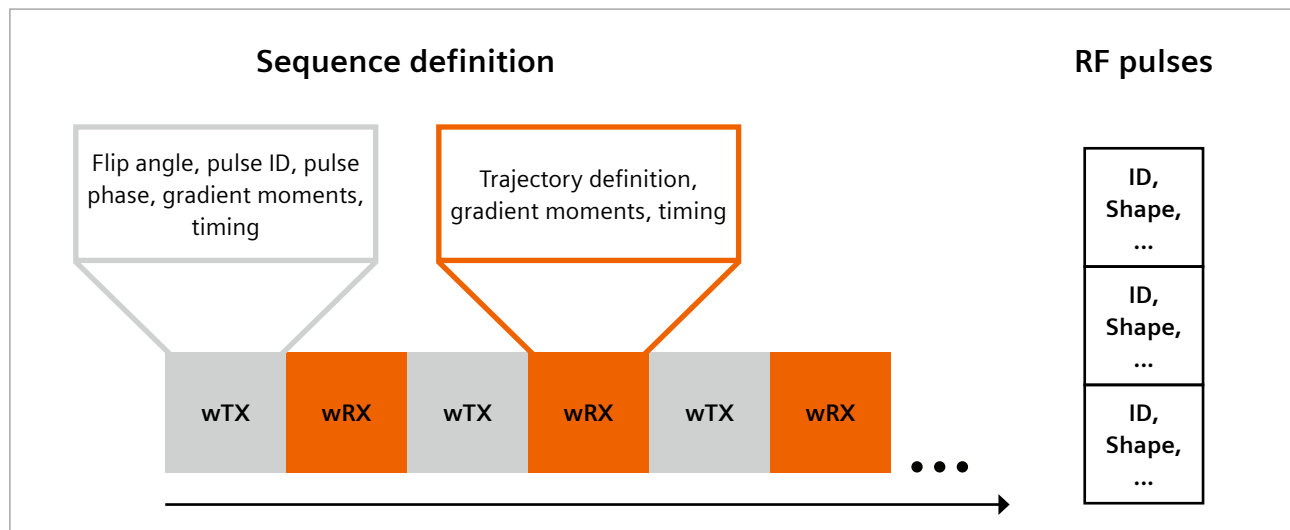 Sequence definition
RF pulses
Flip angle, pulse ID, pulse
phase, gradient moments,
timing
Trajectory definition,
gradient moments, timing
wTX
wRX
wTX
wRX
wTX
wRX
...
ID,
Shape,
...
ID,
Shape,
...
ID,
Shape,
...